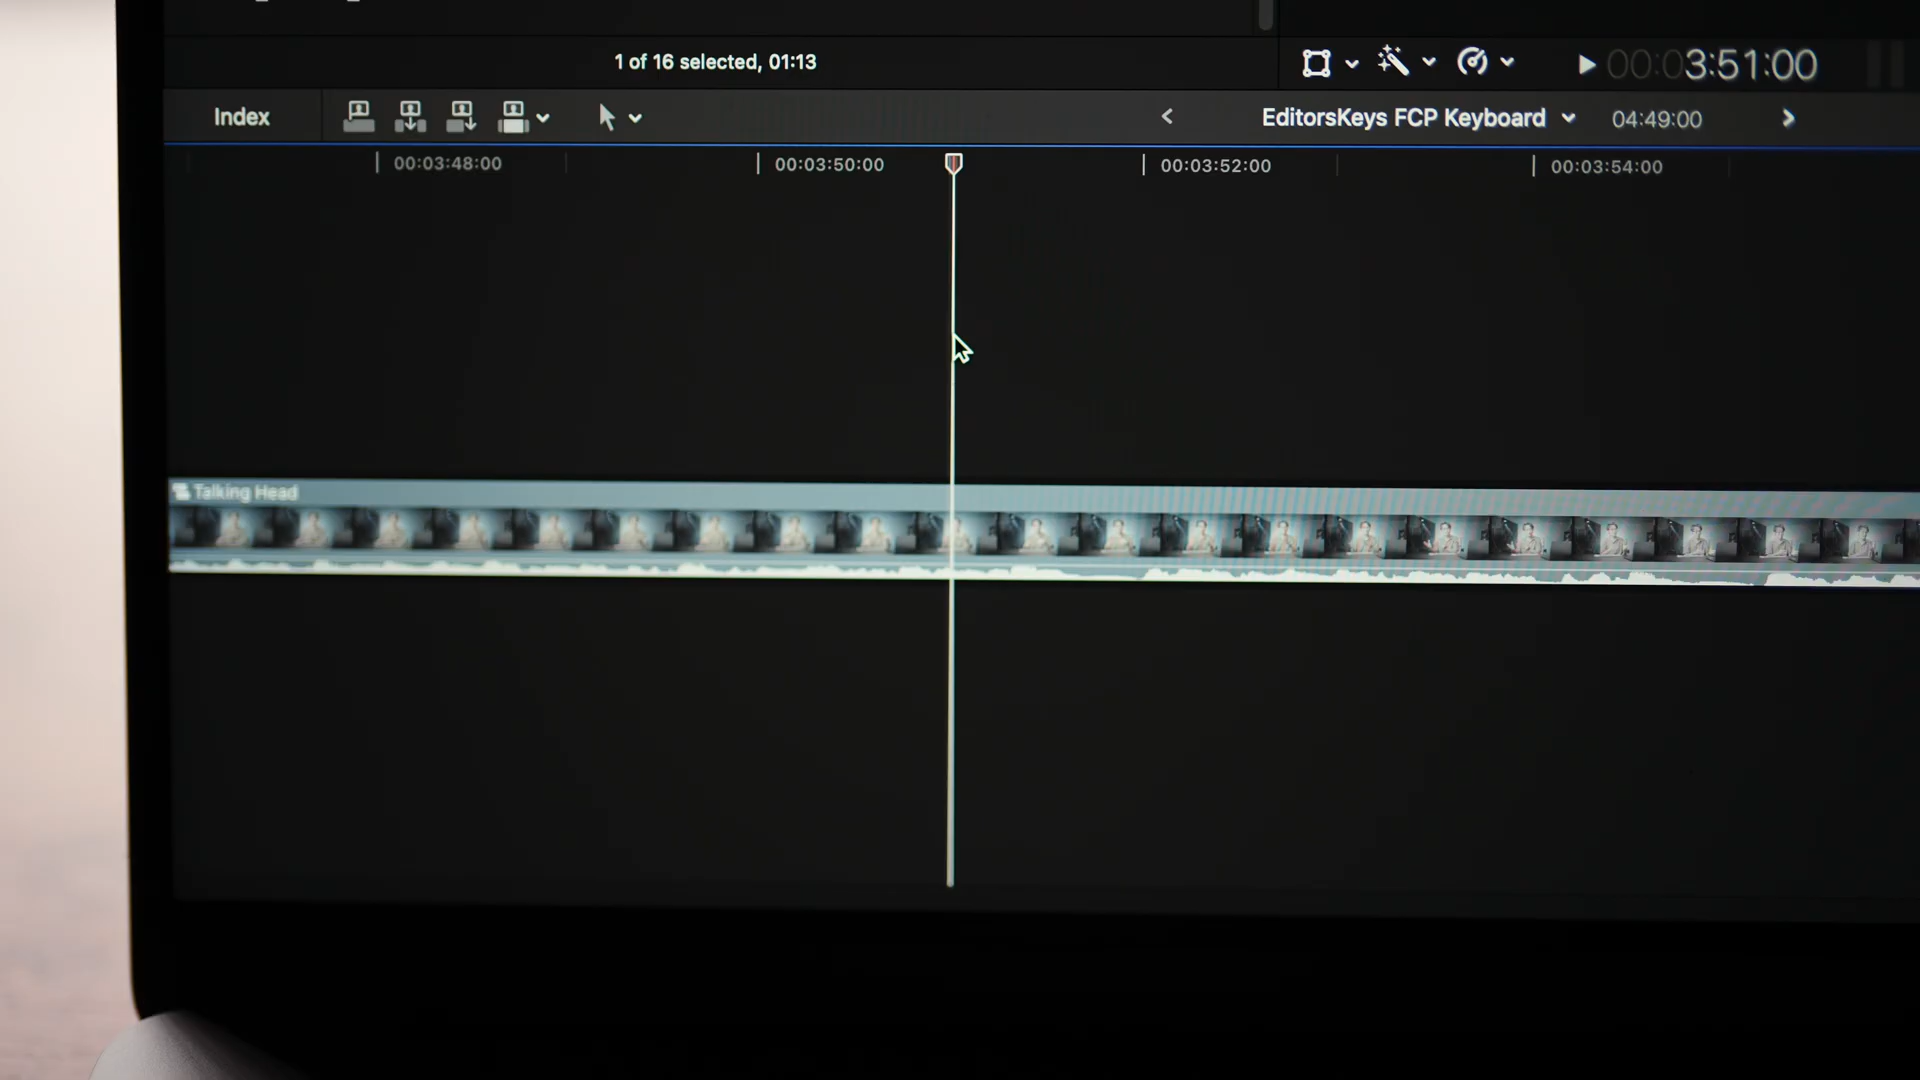 1 of 16 selected, 01:13
00:03:51:00
Index
EditorsKeys FCP Keyboard
04:49:00
00:03:48:00
00:03:50:00
00:03:52:00
00:03:54:00
Talking Head